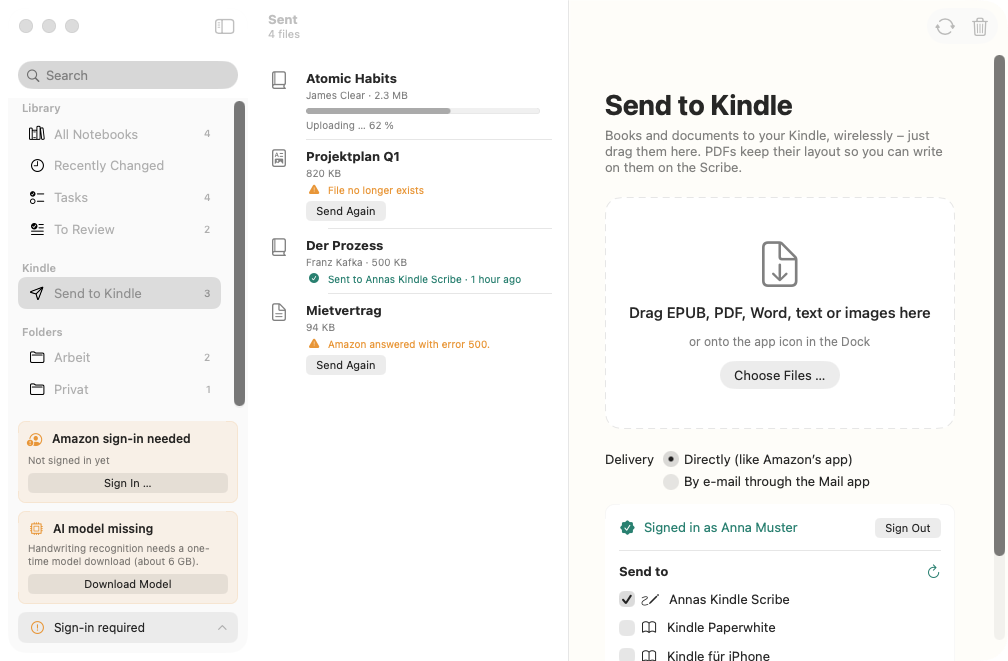 Search
Library
All Notebooks 4
Recently Changed
Tasks 4
To Review 2
Kindle
Send to Kindle 3
Folders
Arbeit 2
Privat 1
Amazon sign-in needed
Not signed in yet
Sign In ...
AI model missing
Handwriting recognition needs a one-
time model download (about 6 GB).
Download Model
Sign-in required
Sent
4 files
Atomic Habits
James Clear · 2.3 MB
Uploading ... 62 %
Projektplan Q1
820 KB
File no longer exists
Send Again
Der Prozess
Franz Kafka · 500 KB
Sent to Annas Kindle Scribe · 1 hour ago
Mietvertrag
94 KB
Amazon answered with error 500.
Send Again
Send to Kindle
Books and documents to your Kindle, wirelessly – just
drag them here. PDFs keep their layout so you can write
on them on the Scribe.
Drag EPUB, PDF, Word, text or images here
or onto the app icon in the Dock
Choose Files ...
Delivery Directly (like Amazon’s app)
By e-mail through the Mail app
Signed in as Anna Muster Sign Out
Send to
Annas Kindle Scribe
Kindle Paperwhite
Kindle für iPhone